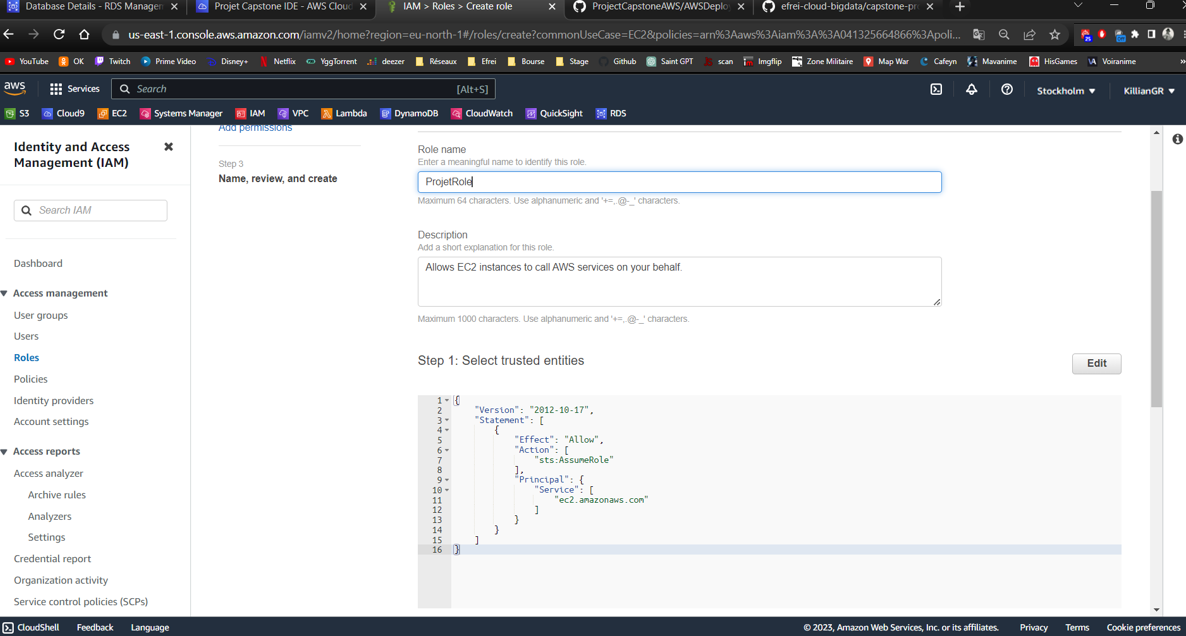 Database Details - RDS Managem
Projet Capstone IDE - AWS Cloud
IAM > Roles > Create role
ProjectCapstoneAWS/AWSDeploy
efrei-cloud-bigdata/capstone-pr
us-east-1.console.aws.amazon.com/iamv2/home?region=eu-north-1#/roles/create?commonUseCase=EC2&policies=arn%3Aaws%3Aiam%3A%3A041325664866%3Apoli...
YouTube OK Twitch Prime Video Disney+ Netflix YggTorrent deezer Réseaux Efrei Bourse Stage Github Saint GPT scan Imgflip Zone Militaire Map War Cafeyn Mavanime HisGames Voiranime
aws Services Search [Alt+S] Stockholm KillianGR
S3 Cloud9 EC2 Systems Manager IAM VPC Lambda DynamoDB CloudWatch QuickSight RDS
Identity and Access
Management (IAM)
Search IAM
Dashboard
Access management
User groups
Users
Roles
Policies
Identity providers
Account settings
Access reports
Access analyzer
Archive rules
Analyzers
Settings
Credential report
Organization activity
Service control policies (SCPs)
Add permissions
Step 3
Name, review, and create
Role name
Enter a meaningful name to identify this role.
ProjetRole
Maximum 64 characters. Use alphanumeric and '+=,.@-_' characters.
Description
Add a short explanation for this role.
Allows EC2 instances to call AWS services on your behalf.
Maximum 1000 characters. Use alphanumeric and '+=,.@-_' characters.
Step 1: Select trusted entities
Edit
1 {
2 "Version": "2012-10-17",
3 "Statement": [
4 {
5 "Effect": "Allow",
6 "Action": [
7 "sts:AssumeRole"
8 ],
9 "Principal": {
10 "Service": [
11 "ec2.amazonaws.com"
12 ]
13 }
14 }
15 ]
16 }
CloudShell Feedback Language © 2023, Amazon Web Services, Inc. or its affiliates. Privacy Terms Cookie preferences